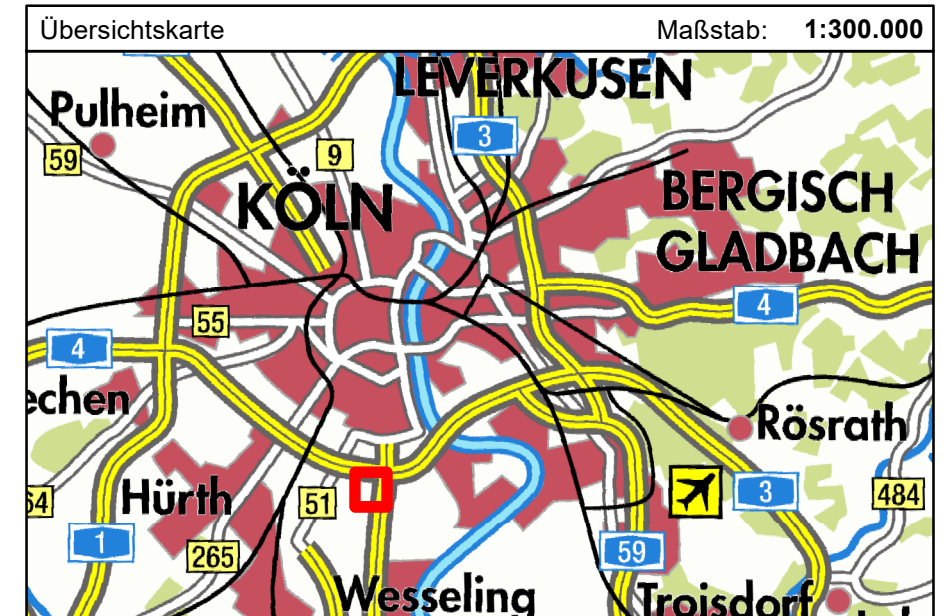 Übersichtskarte
Maßstab: 1:300.000
LEVERKUSEN
Pulheim
3
59
9
KÖLN
BERGISCH
GLADBACH
4
55
4
echen
Rösrath
Hürth
51
3
484
64
1
265
59
Wesseling
Troisdorf